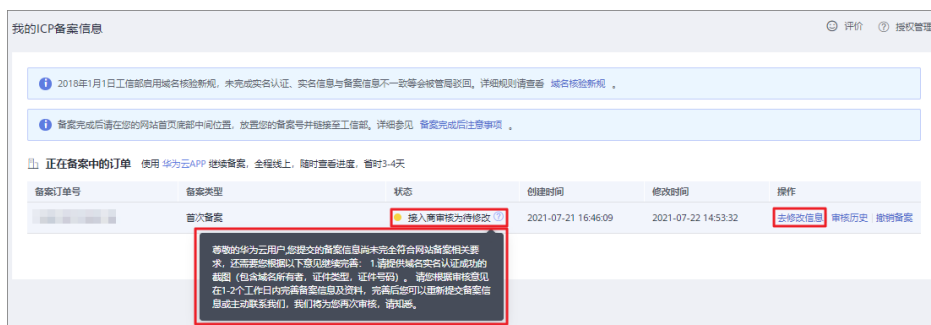 我的ICP备案信息
评价
授权管理
2018年1月1日工信部启用域名核验新规，未完成实名认证、实名信息与备案信息不一致等会被管局驳回。详细规则请查看 域名核验新规 。
备案完成后请在您的网站首页底部中间位置，放置您的备案号并链接至工信部。详细参见 备案完成后注意事项 。
正在备案中的订单 使用 华为云APP 继续备案，全程线上，随时查看进度，暂时3-4天
备案订单号 备案类型 状态 创建时间 修改时间 操作
首次备案 接入商审核为待修改 2021-07-21 16:46:09 2021-07-22 14:53:32 去修改信息 审核历史 撤销备案
尊敬的华为云用户,您提交的备案信息尚未完全符合网站备案相关要
求，还需要您根据以下意见继续完善： 1.请提供域名实名认证成功的
截图（包含域名所有者，证件类型，证件号码）。 请您根据审核意见
在1-2个工作日内完善备案信息及资料，完善后您可以重新提交备案信
息或主动联系我们，我们将为您再次审核，请知悉。